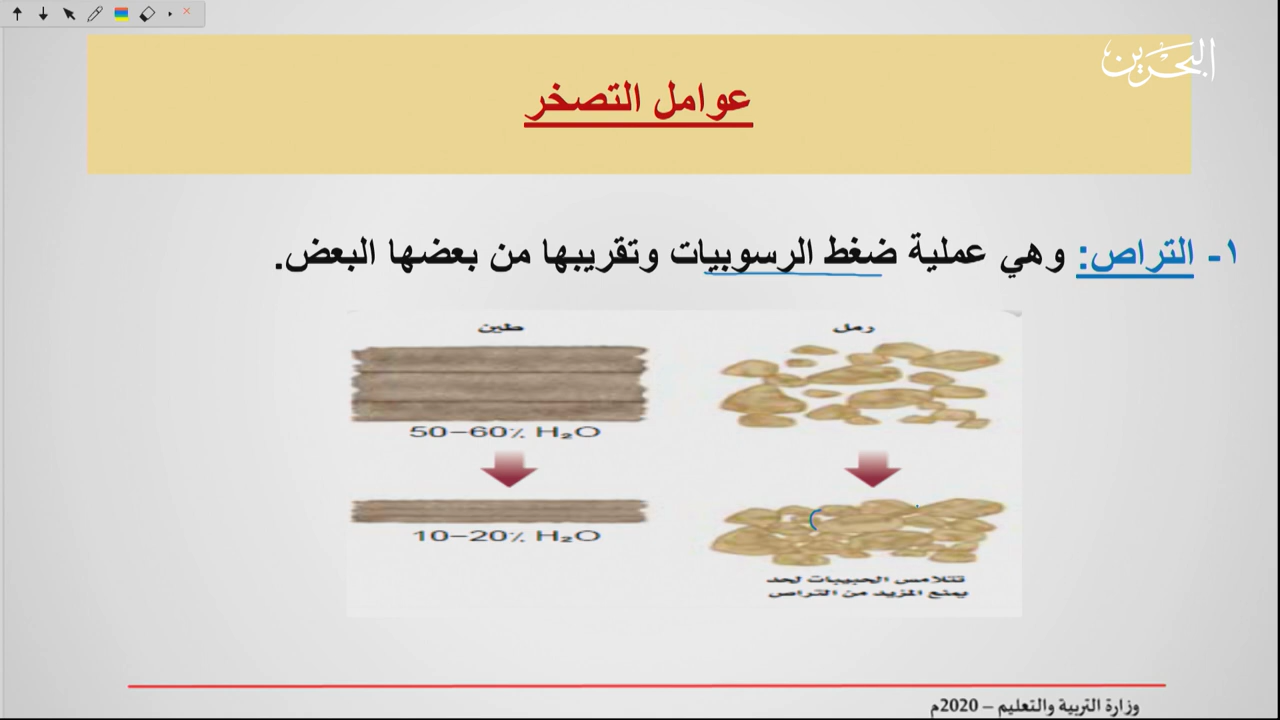 البحرين
عوامل التصخر
١- التراص: وهي عملية ضغط الرسوبيات وتقريبها من بعضها البعض.
رمل
طين
50–60% H₂O
10–20% H₂O
تتلامس الحبيبات لحد
يمنع المزيد من التراص
وزارة التربية والتعليم – 2020م